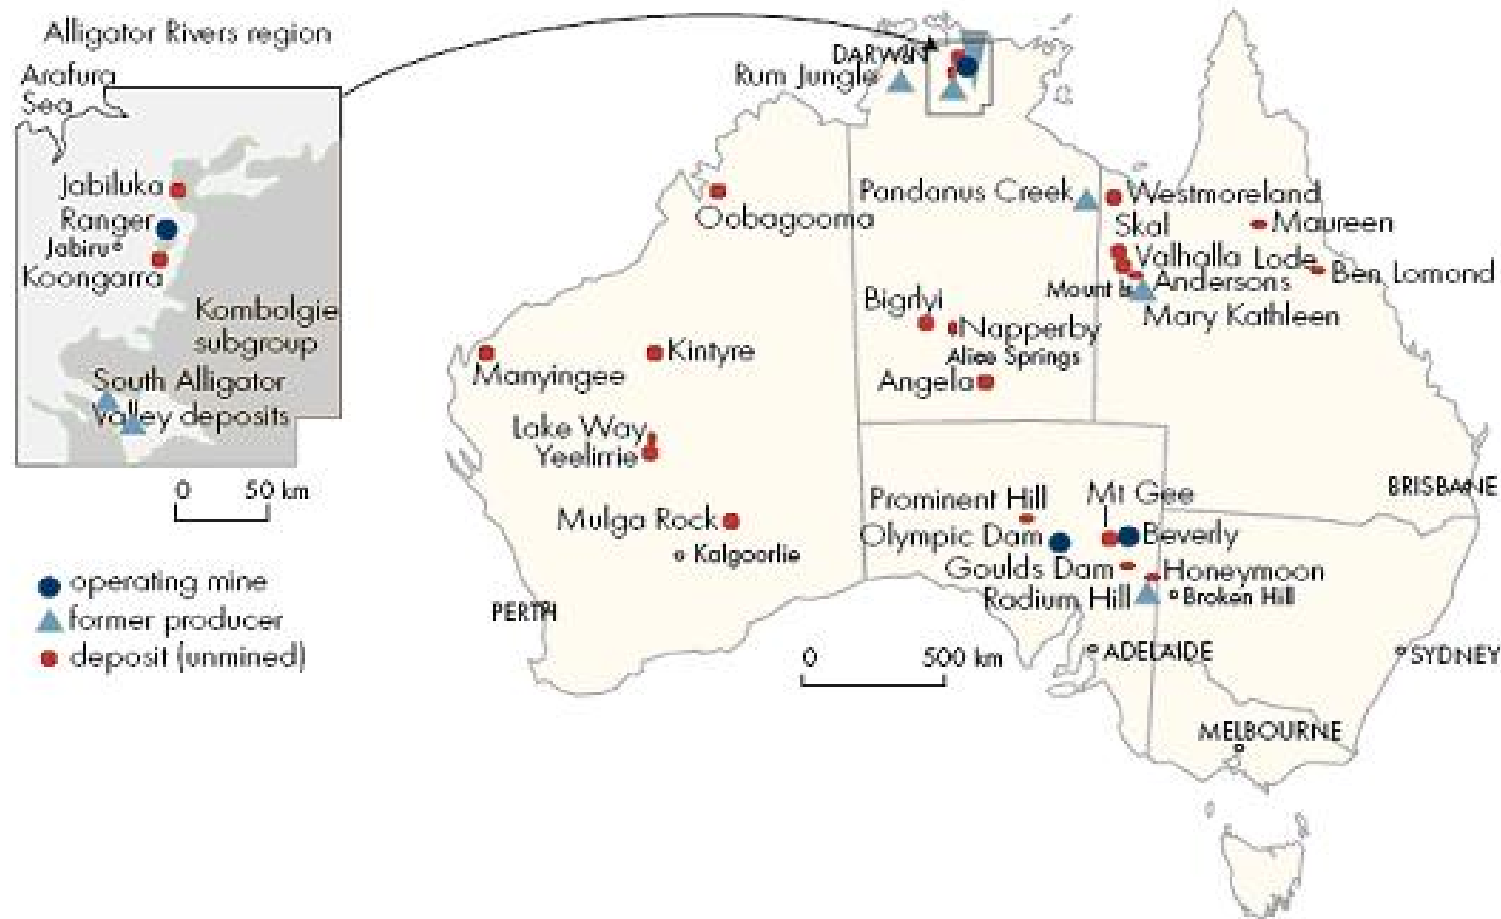 Alligator Rivers region
Arafura
Sea
Jabiluka
Ranger
Jabiru
Koongarra
Kombolgie
subgroup
South Alligator
Valley deposits
0 50 km
operating mine
former producer
deposit (unmined)
DARWIN
Rum Jungle
Oobagooma
Pandanus Creek
Westmoreland
Skal
Maureen
Valhalla Lode
Ben Lomond
Andersons
Mount Is
Mary Kathleen
Bigrlyi
Napperby
Alice Springs
Angela
Kintyre
Manyingee
Lake Way
Yeelirrie
Mulga Rock
Kalgoorlie
PERTH
Prominent Hill
Mt Gee
Olympic Dam
Beverly
Goulds Dam
Honeymoon
Radium Hill
Broken Hill
BRISBANE
0 500 km
ADELAIDE
SYDNEY
MELBOURNE